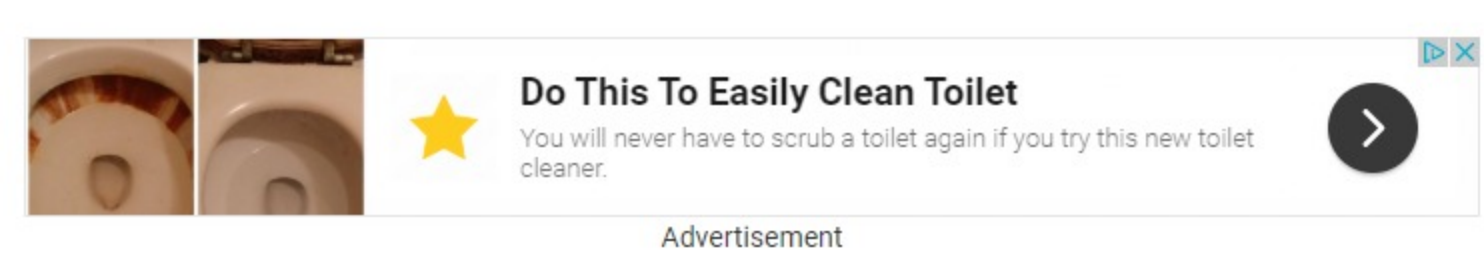 Do This To Easily Clean Toilet
You will never have to scrub a toilet again if you try this new toilet
cleaner.
Advertisement